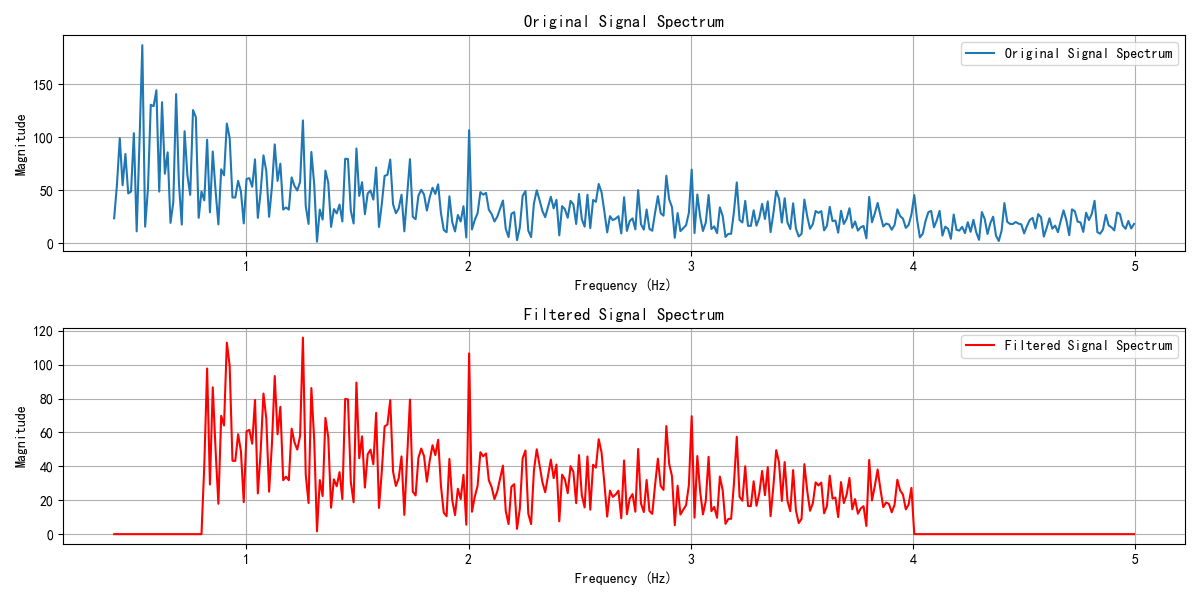 Original Signal Spectrum
Original Signal Spectrum
Magnitude
150
100
50
0
1 2 3 4 5
Frequency (Hz)
Filtered Signal Spectrum
Filtered Signal Spectrum
Magnitude
120
100
80
60
40
20
0
1 2 3 4 5
Frequency (Hz)